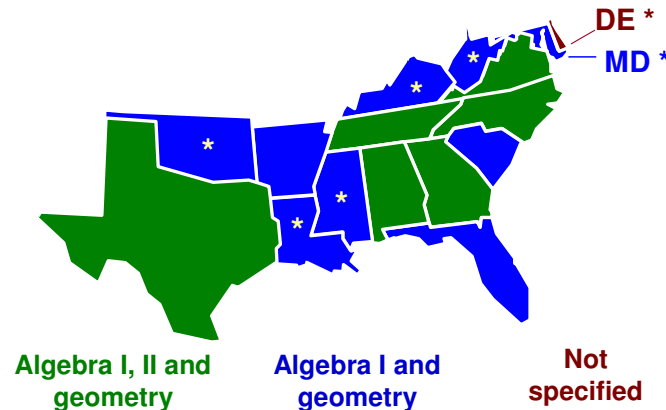 DE *
MD *
*
*
*
*
*
Algebra I, II and
geometry
Algebra I and
geometry
Not
specified